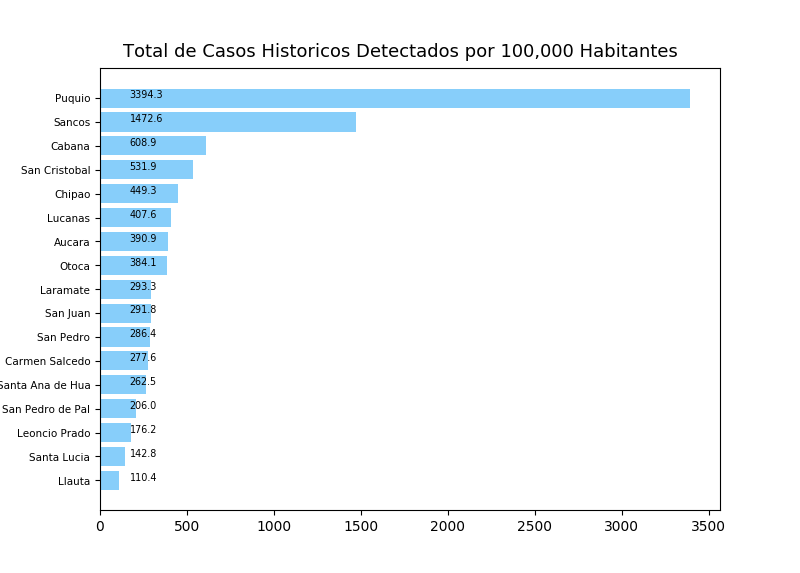 Total de Casos Historicos Detectados por 100,000 Habitantes
Puquio 3394.3
Sancos 1472.6
Cabana 608.9
San Cristobal 531.9
Chipao 449.3
Lucanas 407.6
Aucara 390.9
Otoca 384.1
Laramate 293.3
San Juan 291.8
San Pedro 286.4
Carmen Salcedo 277.6
Santa Ana de Hua 262.5
San Pedro de Pal 206.0
Leoncio Prado 176.2
Santa Lucia 142.8
Llauta 110.4
0 500 1000 1500 2000 2500 3000 3500